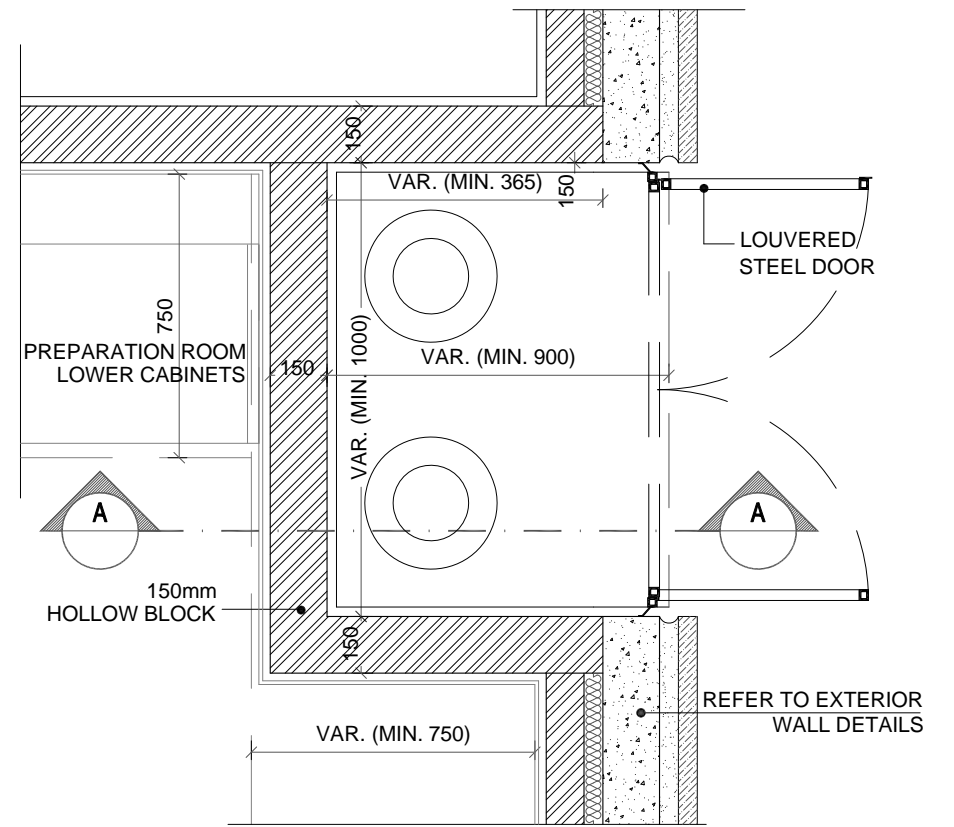 150
VAR. (MIN. 365)
150
LOUVERED
STEEL DOOR
750
PREPARATION ROOM
LOWER CABINETS
150
VAR. (MIN. 1000)
VAR. (MIN. 900)
A
A
150mm
HOLLOW BLOCK
150
REFER TO EXTERIOR
WALL DETAILS
VAR. (MIN. 750)